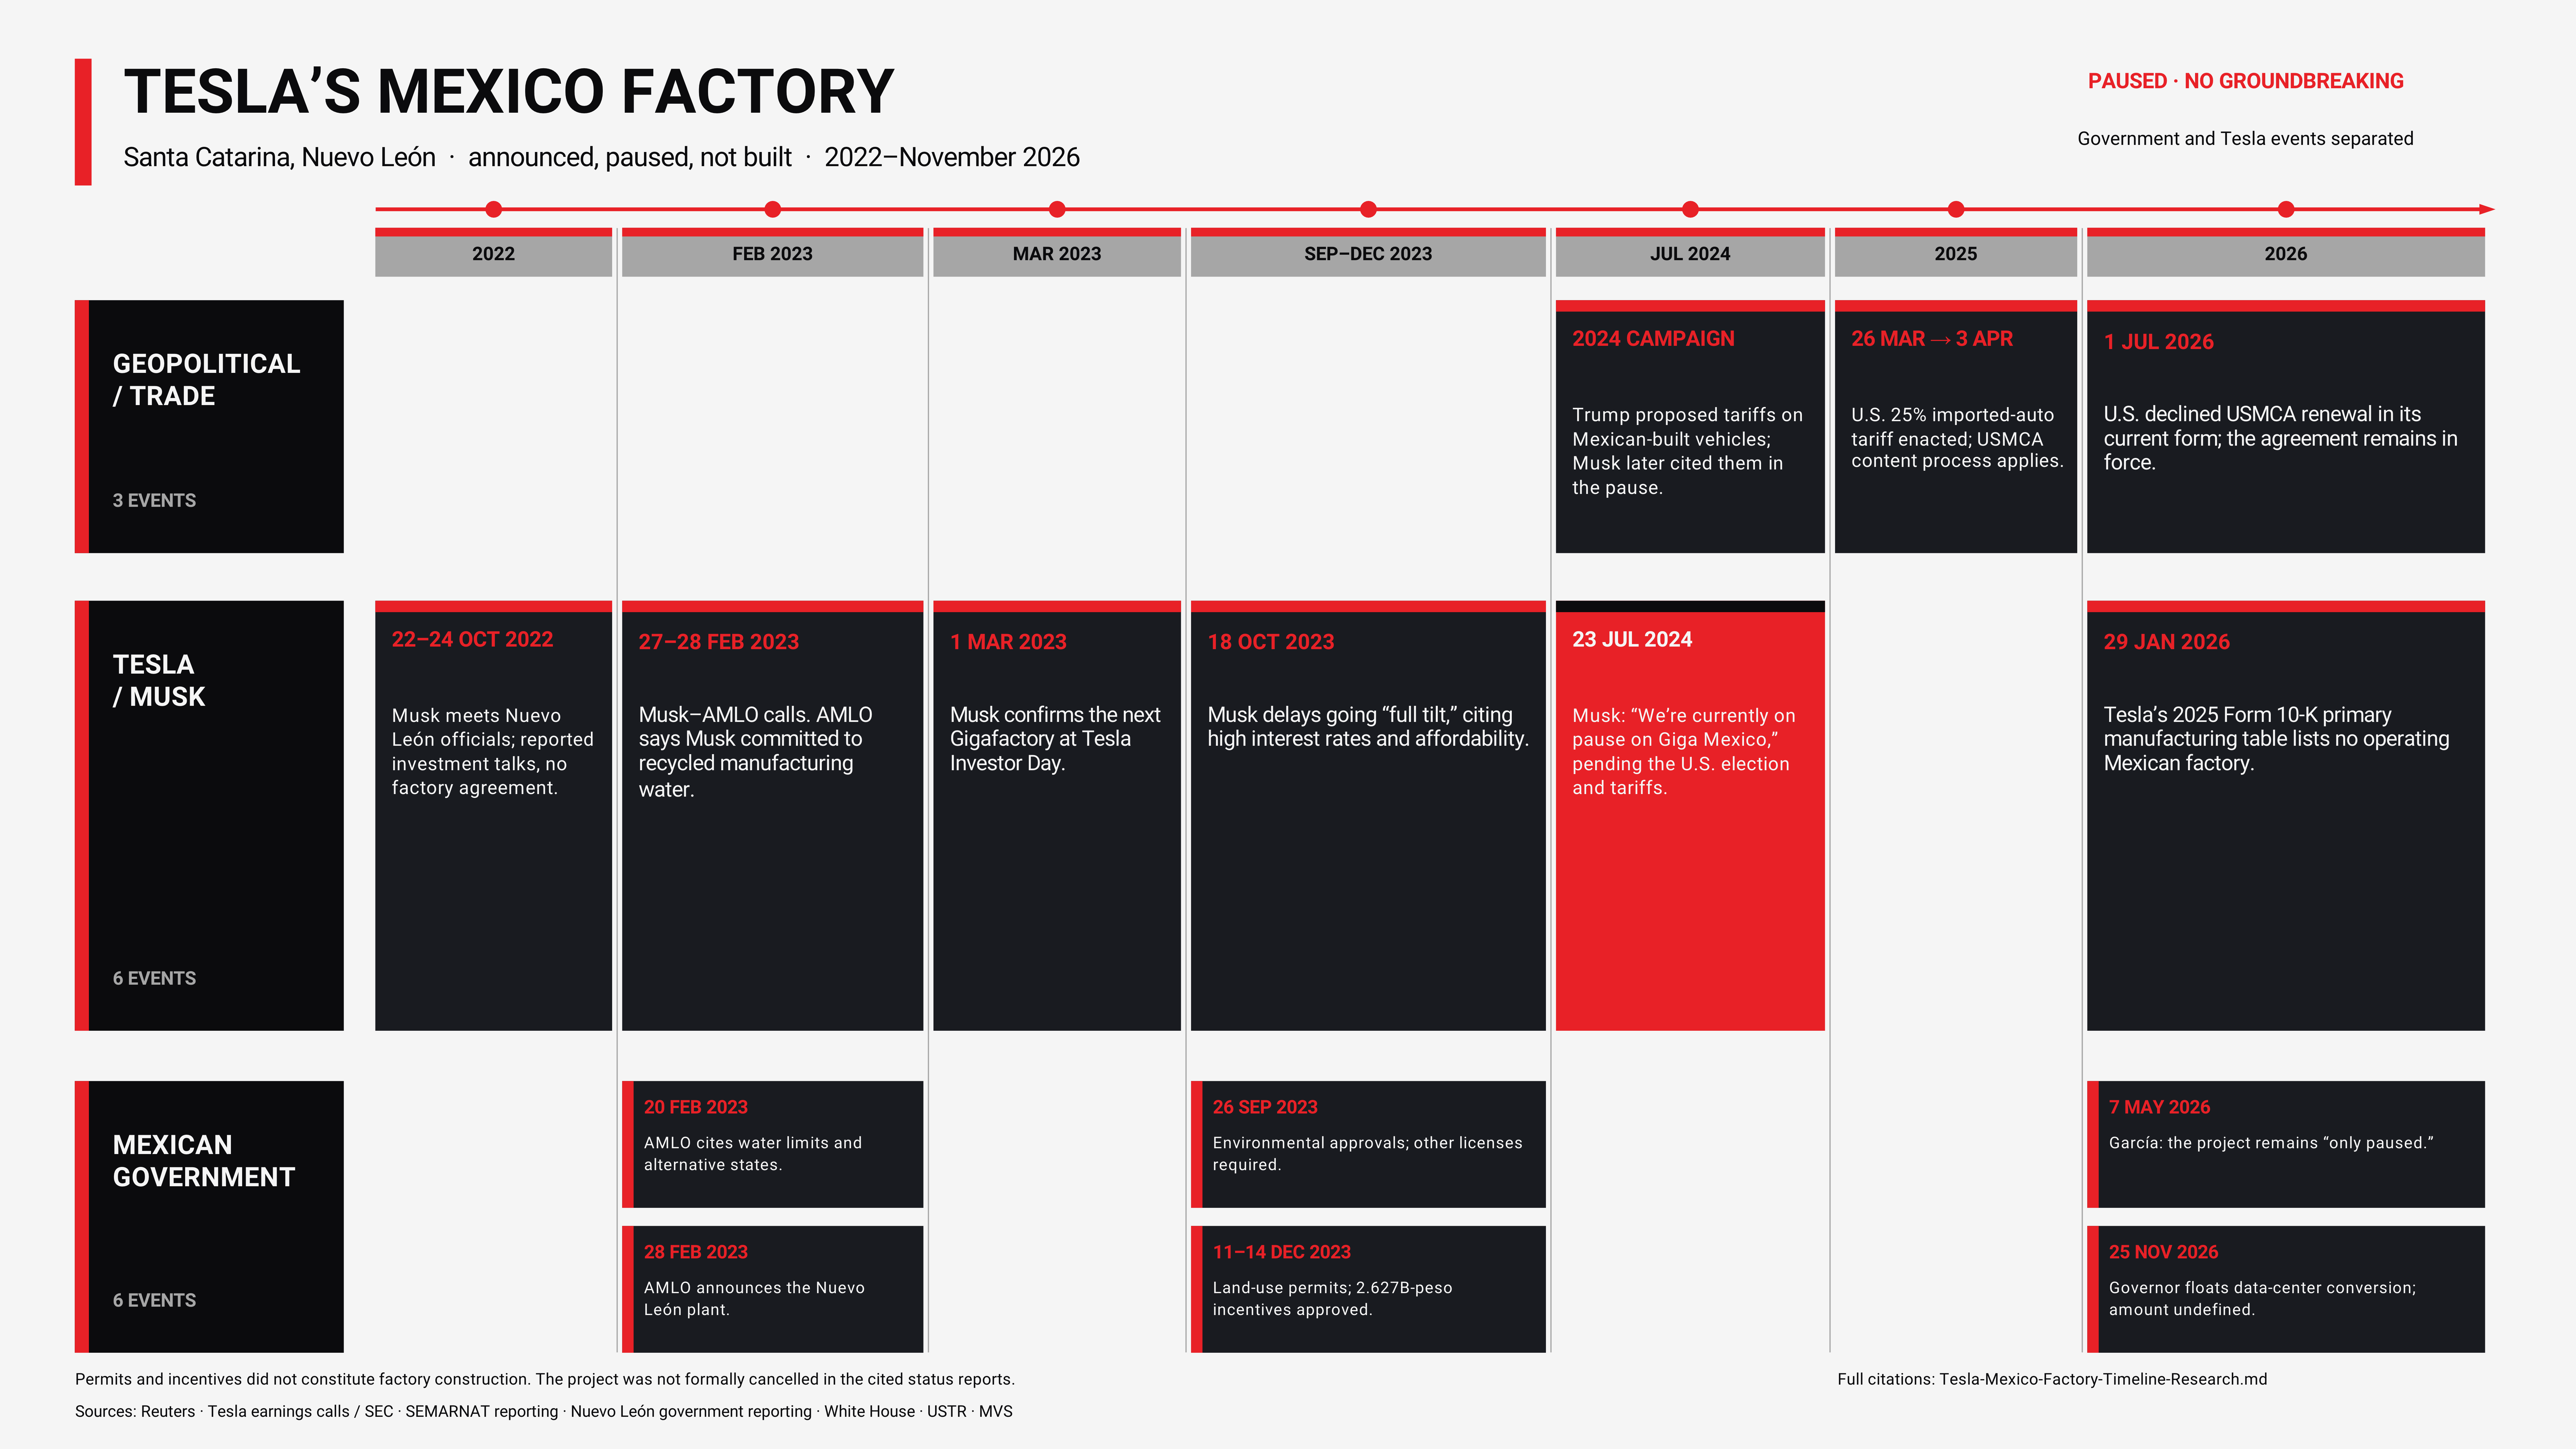 TESLA’S MEXICO FACTORY
Santa Catarina, Nuevo León · announced, paused, not built · 2022–November 2026
PAUSED · NO GROUNDBREAKING
Government and Tesla events separated
2022
FEB 2023
MAR 2023
SEP–DEC 2023
JUL 2024
2025
2026
GEOPOLITICAL
/ TRADE
3 EVENTS
2024 CAMPAIGN
Trump proposed tariffs on
Mexican-built vehicles;
Musk later cited them in
the pause.
26 MAR → 3 APR
U.S. 25% imported-auto
tariff enacted; USMCA
content process applies.
1 JUL 2026
U.S. declined USMCA renewal in its
current form; the agreement remains in
force.
TESLA
/ MUSK
6 EVENTS
22–24 OCT 2022
Musk meets Nuevo
León officials; reported
investment talks, no
factory agreement.
27–28 FEB 2023
Musk–AMLO calls. AMLO
says Musk committed to
recycled manufacturing
water.
1 MAR 2023
Musk confirms the next
Gigafactory at Tesla
Investor Day.
18 OCT 2023
Musk delays going “full tilt,” citing
high interest rates and affordability.
23 JUL 2024
Musk: “We’re currently on
pause on Giga Mexico,”
pending the U.S. election
and tariffs.
29 JAN 2026
Tesla’s 2025 Form 10-K primary
manufacturing table lists no operating
Mexican factory.
MEXICAN
GOVERNMENT
6 EVENTS
20 FEB 2023
AMLO cites water limits and
alternative states.
28 FEB 2023
AMLO announces the Nuevo
León plant.
26 SEP 2023
Environmental approvals; other licenses
required.
11–14 DEC 2023
Land-use permits; 2.627B-peso
incentives approved.
7 MAY 2026
García: the project remains “only paused.”
25 NOV 2026
Governor floats data-center conversion;
amount undefined.
Permits and incentives did not constitute factory construction. The project was not formally cancelled in the cited status reports.
Full citations: Tesla-Mexico-Factory-Timeline-Research.md
Sources: Reuters · Tesla earnings calls / SEC · SEMARNAT reporting · Nuevo León government reporting · White House · USTR · MVS